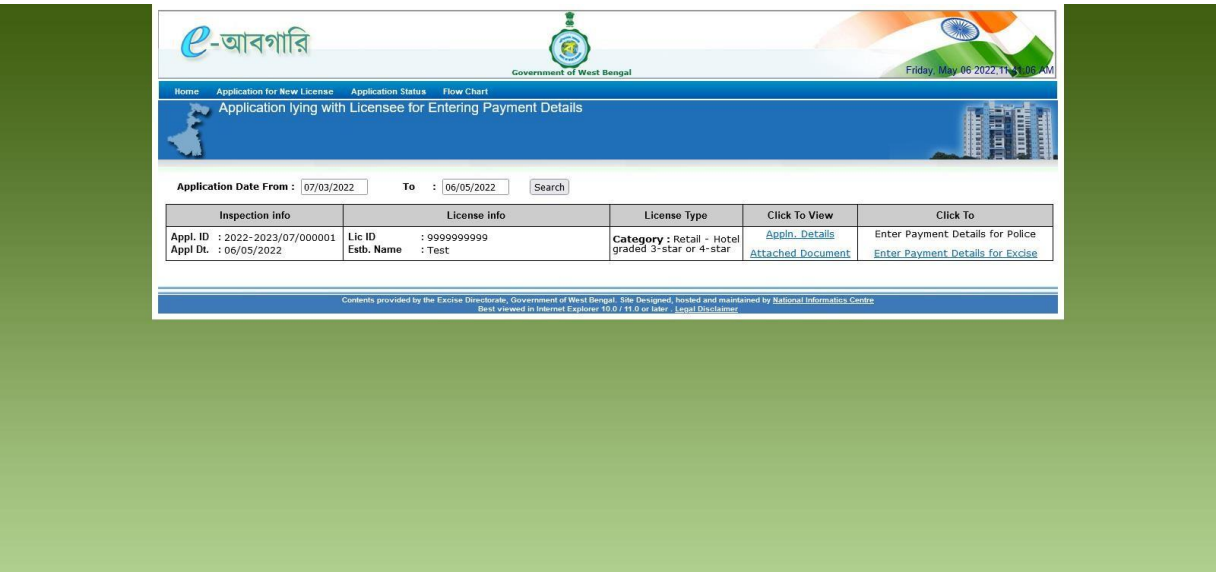 e-আবগারি
Government of West Bengal
Friday, May 06 2022,11:41:06 AM
Home Application for New License Application Status Flow Chart
Application lying with Licensee for Entering Payment Details
Application Date From : 07/03/2022 To : 06/05/2022 Search
Inspection info License info License Type Click To View Click To
Appl. ID : 2022-2023/07/000001 Lic ID : 9999999999 Category : Retail - Hotel Appln. Details Enter Payment Details for Police
Appl Dt. : 06/05/2022 Estb. Name : Test graded 3-star or 4-star Attached Document Enter Payment Details for Excise
Contents provided by the Excise Directorate, Government of West Bengal. Site Designed, hosted and maintained by National Informatics Centre
Best viewed in Internet Explorer 10.0 / 11.0 or later . Legal Disclaimer